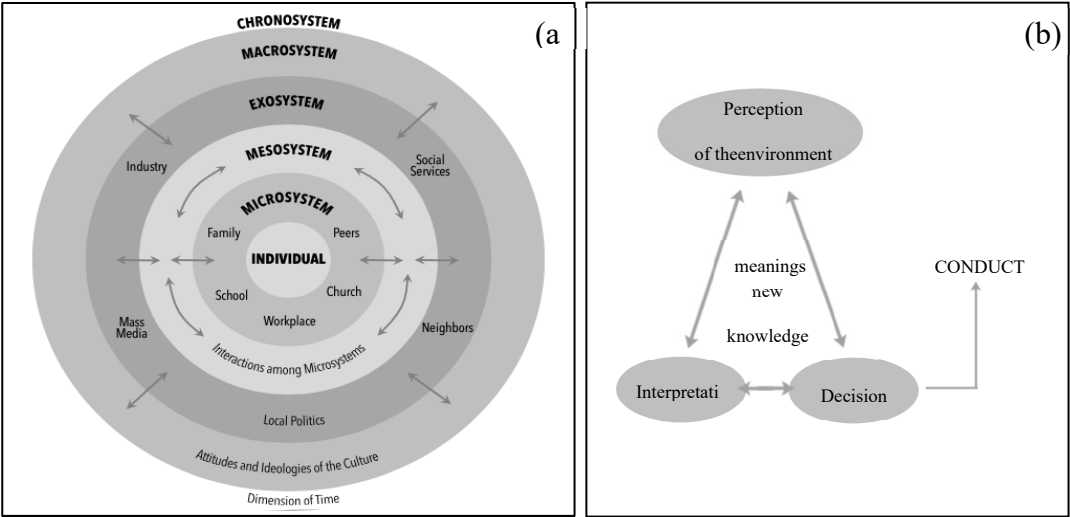 CHRONOSYSTEM
MACROSYSTEM
EXOSYSTEM
MESOSYSTEM
MICROSYSTEM
INDIVIDUAL
Industry
Social
Services
Family
Peers
School
Church
Workplace
Mass
Media
Neighbors
Interactions among Microsystems
Local Politics
Attitudes and Ideologies of the Culture
Dimension of Time
(a
(b)
Perception
of theenvironment
meanings
new
knowledge
CONDUCT
Interpretati
Decision